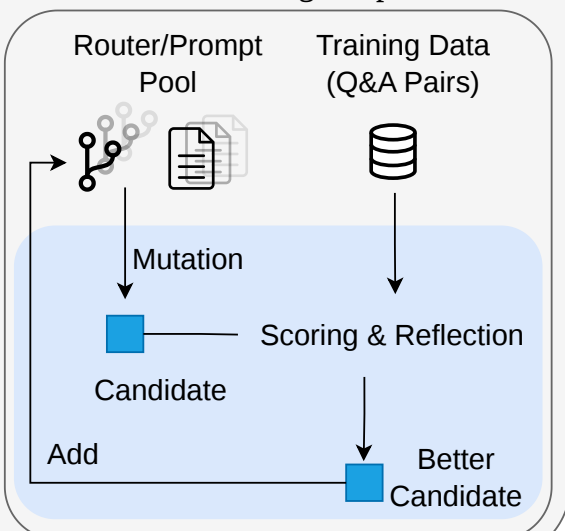 Router/Prompt
Pool
Training Data
(Q&A Pairs)
Mutation
Scoring & Reflection
Candidate
Add
Better
Candidate